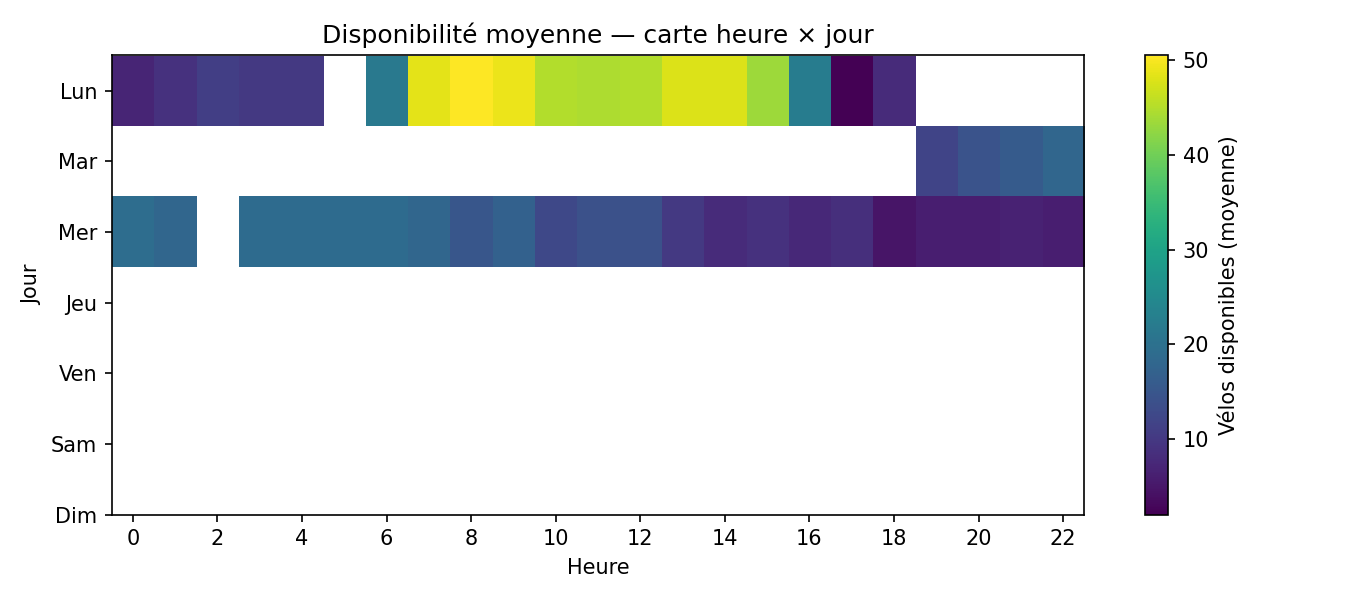 Disponibilité moyenne — carte heure × jour
Lun
Mar
Mer
Jeu
Ven
Sam
Dim
Jour
0 2 4 6 8 10 12 14 16 18 20 22
Heure
50
40
30
20
10
Vélos disponibles (moyenne)